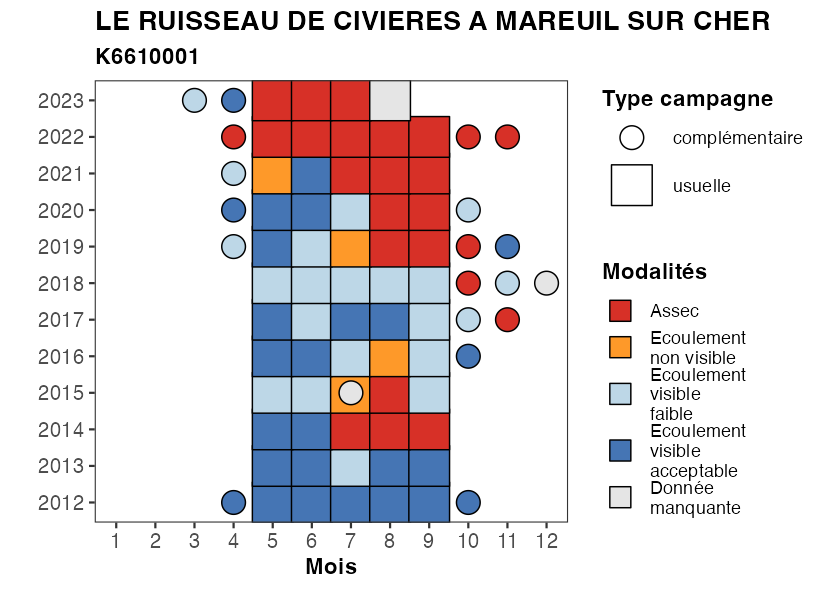 LE RUISSEAU DE CIVIERES A MAREUIL SUR CHER
K6610001
2023
2022
2021
2020
2019
2018
2017
2016
2015
2014
2013
2012
1 2 3 4 5 6 7 8 9 10 11 12
Mois
Type campagne
complémentaire
usuelle
Modalités
Assec
Ecoulement
non visible
Ecoulement
visible
faible
Ecoulement
visible
acceptable
Donnée
manquante